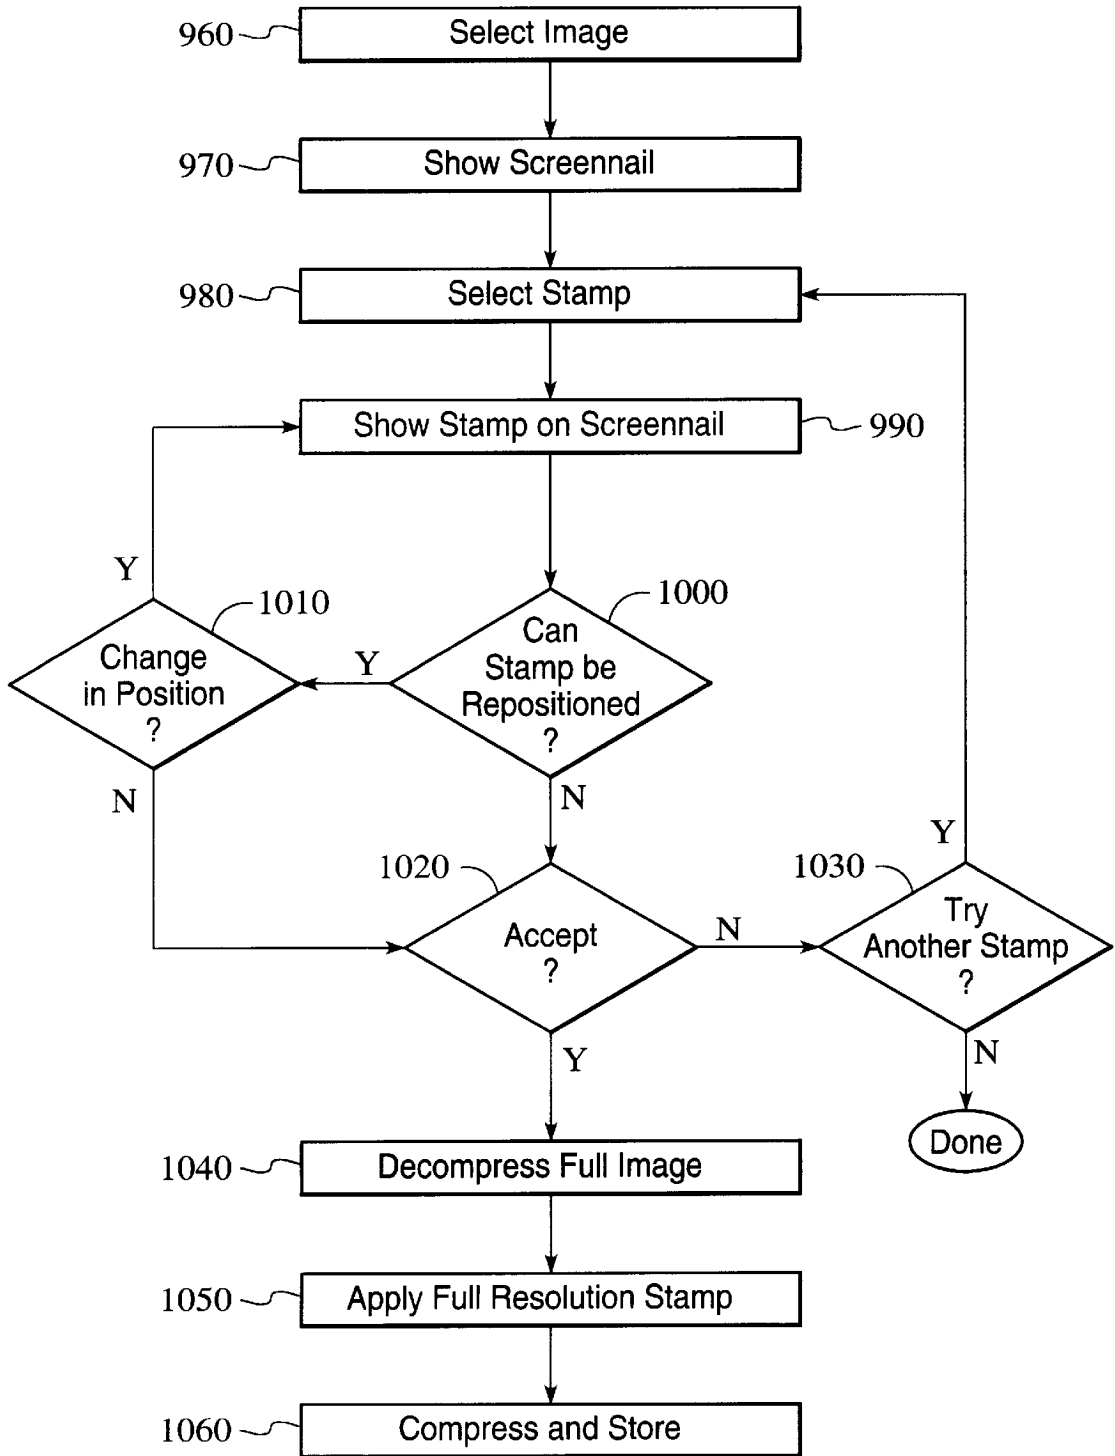 960
Select Image
970
Show Screennail
980
Select Stamp
Show Stamp on Screennail
990
Y
1010
Change
in Position
?
Y
1000
Can
Stamp be
Repositioned
?
N
N
1020
Accept
?
N
Y
1030
Try
Another Stamp
?
Y
N
Done
1040
Decompress Full Image
1050
Apply Full Resolution Stamp
1060
Compress and Store